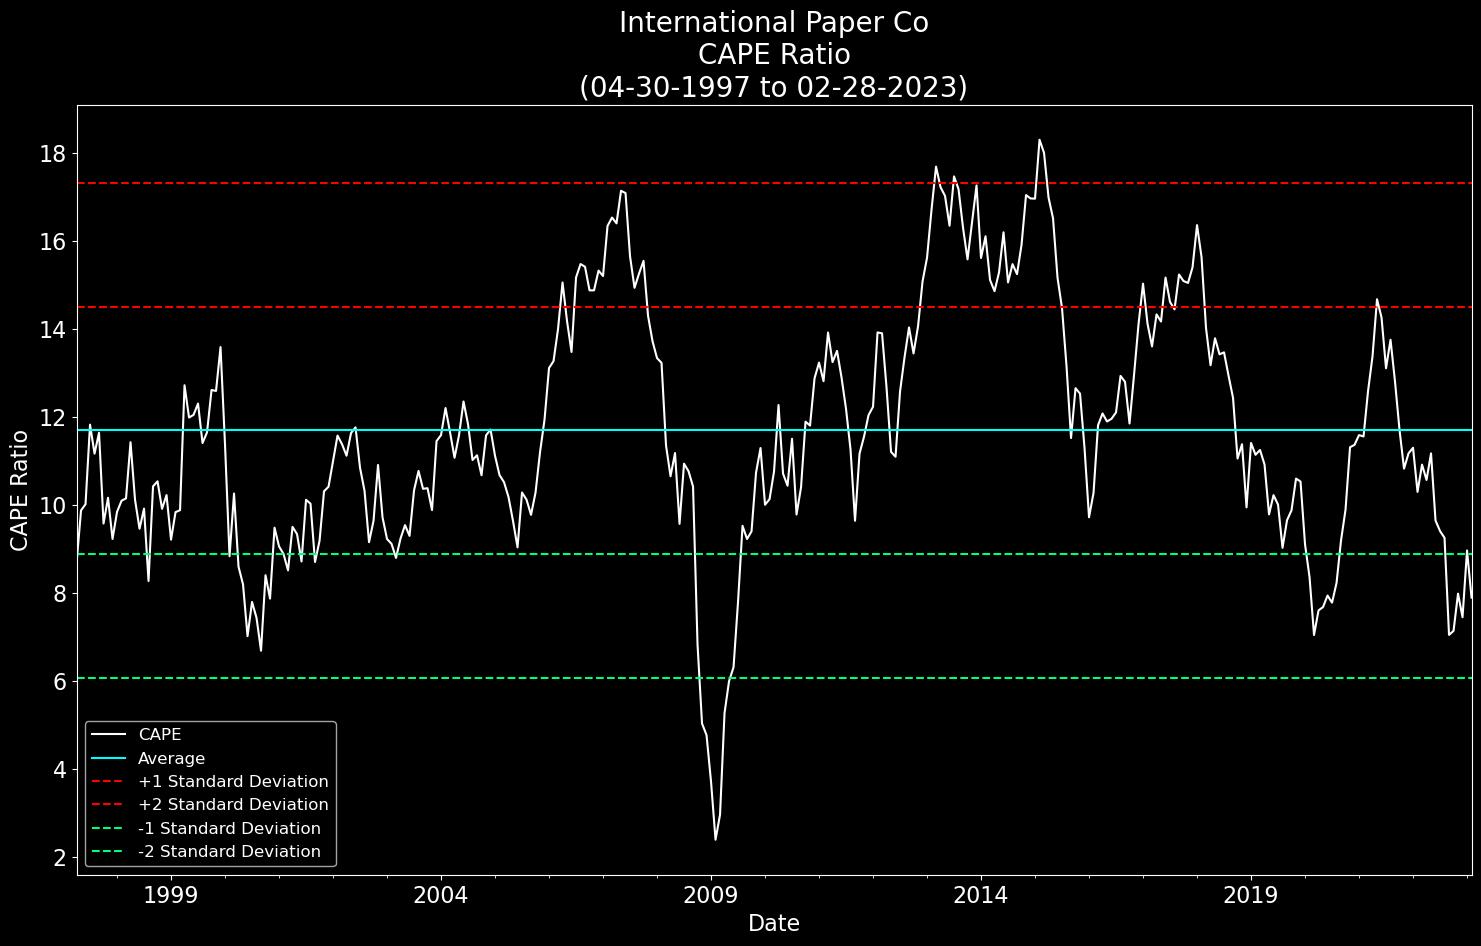 International Paper Co
CAPE Ratio
(04-30-1997 to 02-28-2023)
CAPE Ratio
18
16
14
12
10
8
6
4
2
CAPE
Average
+1 Standard Deviation
+2 Standard Deviation
-1 Standard Deviation
-2 Standard Deviation
1999 2004 2009 2014 2019
Date